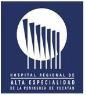 HOSPITAL REGIONAL DE
ALTA ESPECIALIDAD
DE LA PENINSULA DE YUCATAN